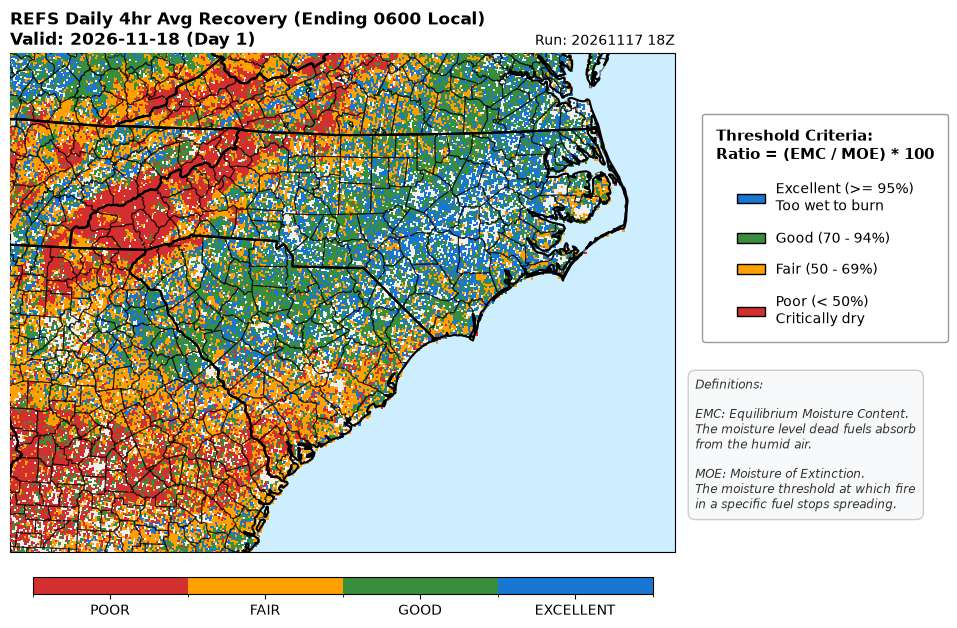 REFS Daily 4hr Avg Recovery (Ending 0600 Local)
Valid: 2026-11-18 (Day 1)
Run: 20261117 18Z
Threshold Criteria:
Ratio = (EMC / MOE) * 100
Excellent (>= 95%)
Too wet to burn
Good (70 - 94%)
Fair (50 - 69%)
Poor (< 50%)
Critically dry
Definitions:
EMC: Equilibrium Moisture Content.
The moisture level dead fuels absorb
from the humid air.
MOE: Moisture of Extinction.
The moisture threshold at which fire
in a specific fuel stops spreading.
POOR
FAIR
GOOD
EXCELLENT